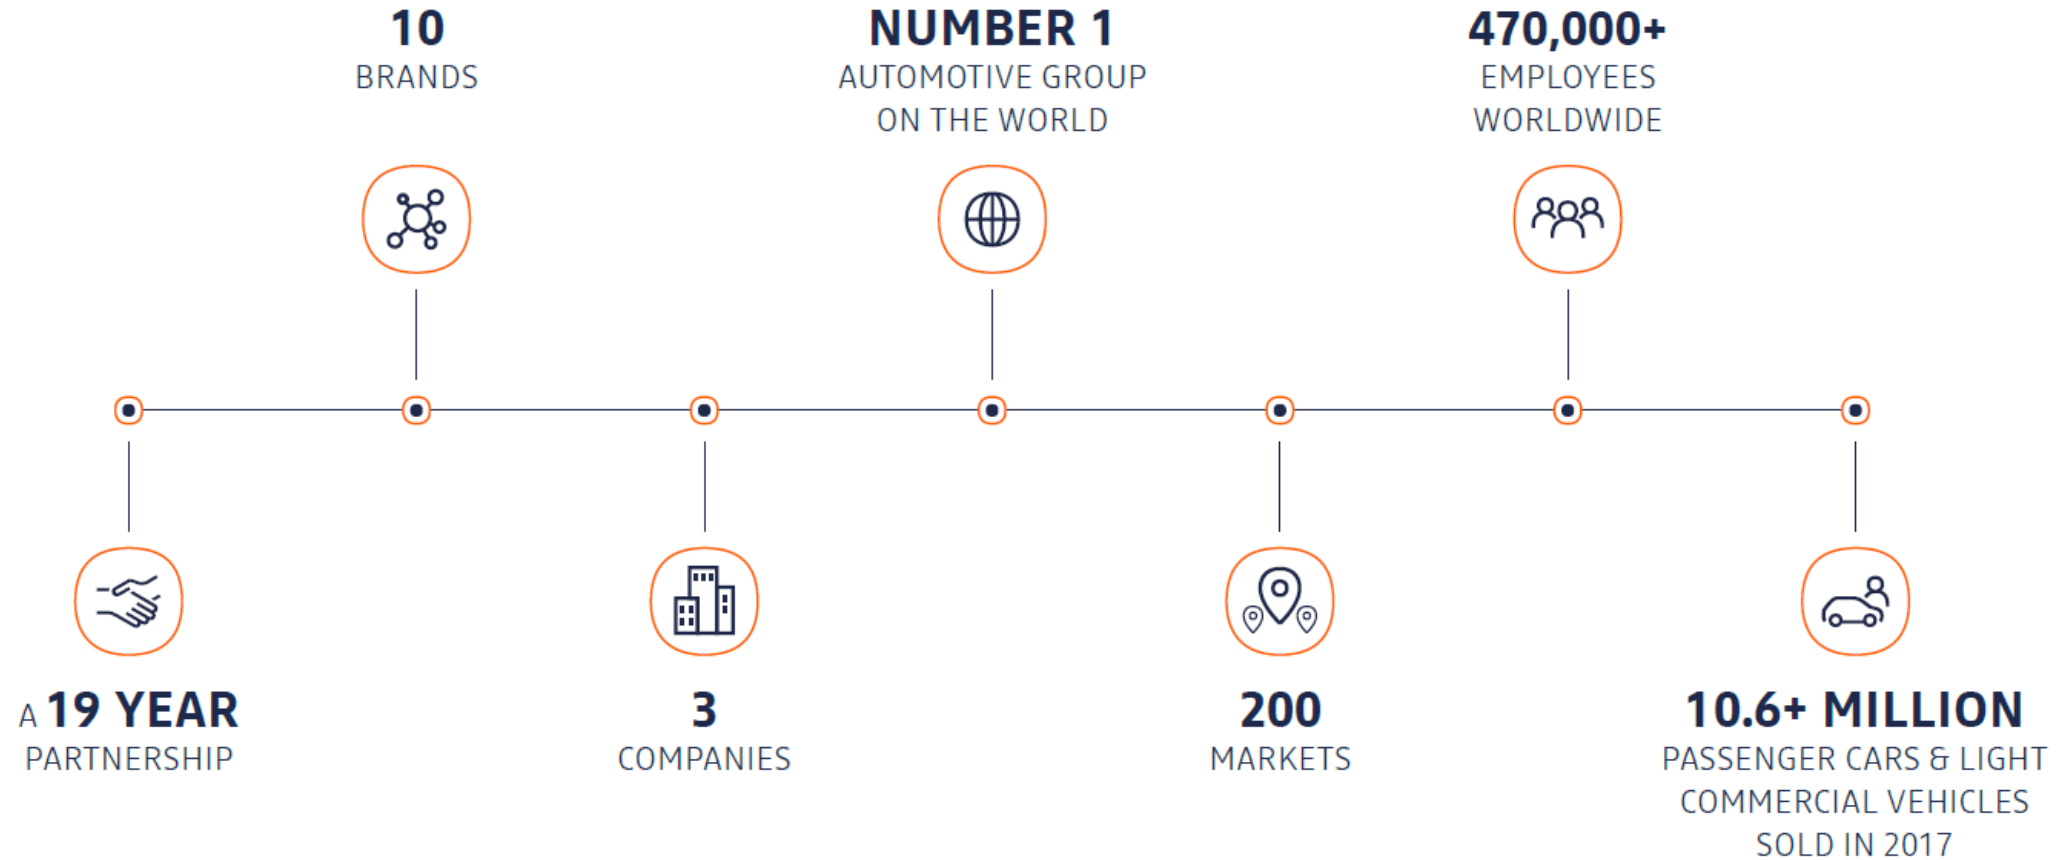 10
BRANDS
NUMBER 1
AUTOMOTIVE GROUP
ON THE WORLD
470,000+
EMPLOYEES
WORLDWIDE
A 19 YEAR
PARTNERSHIP
3
COMPANIES
200
MARKETS
10.6+ MILLION
PASSENGER CARS & LIGHT
COMMERCIAL VEHICLES
SOLD IN 2017